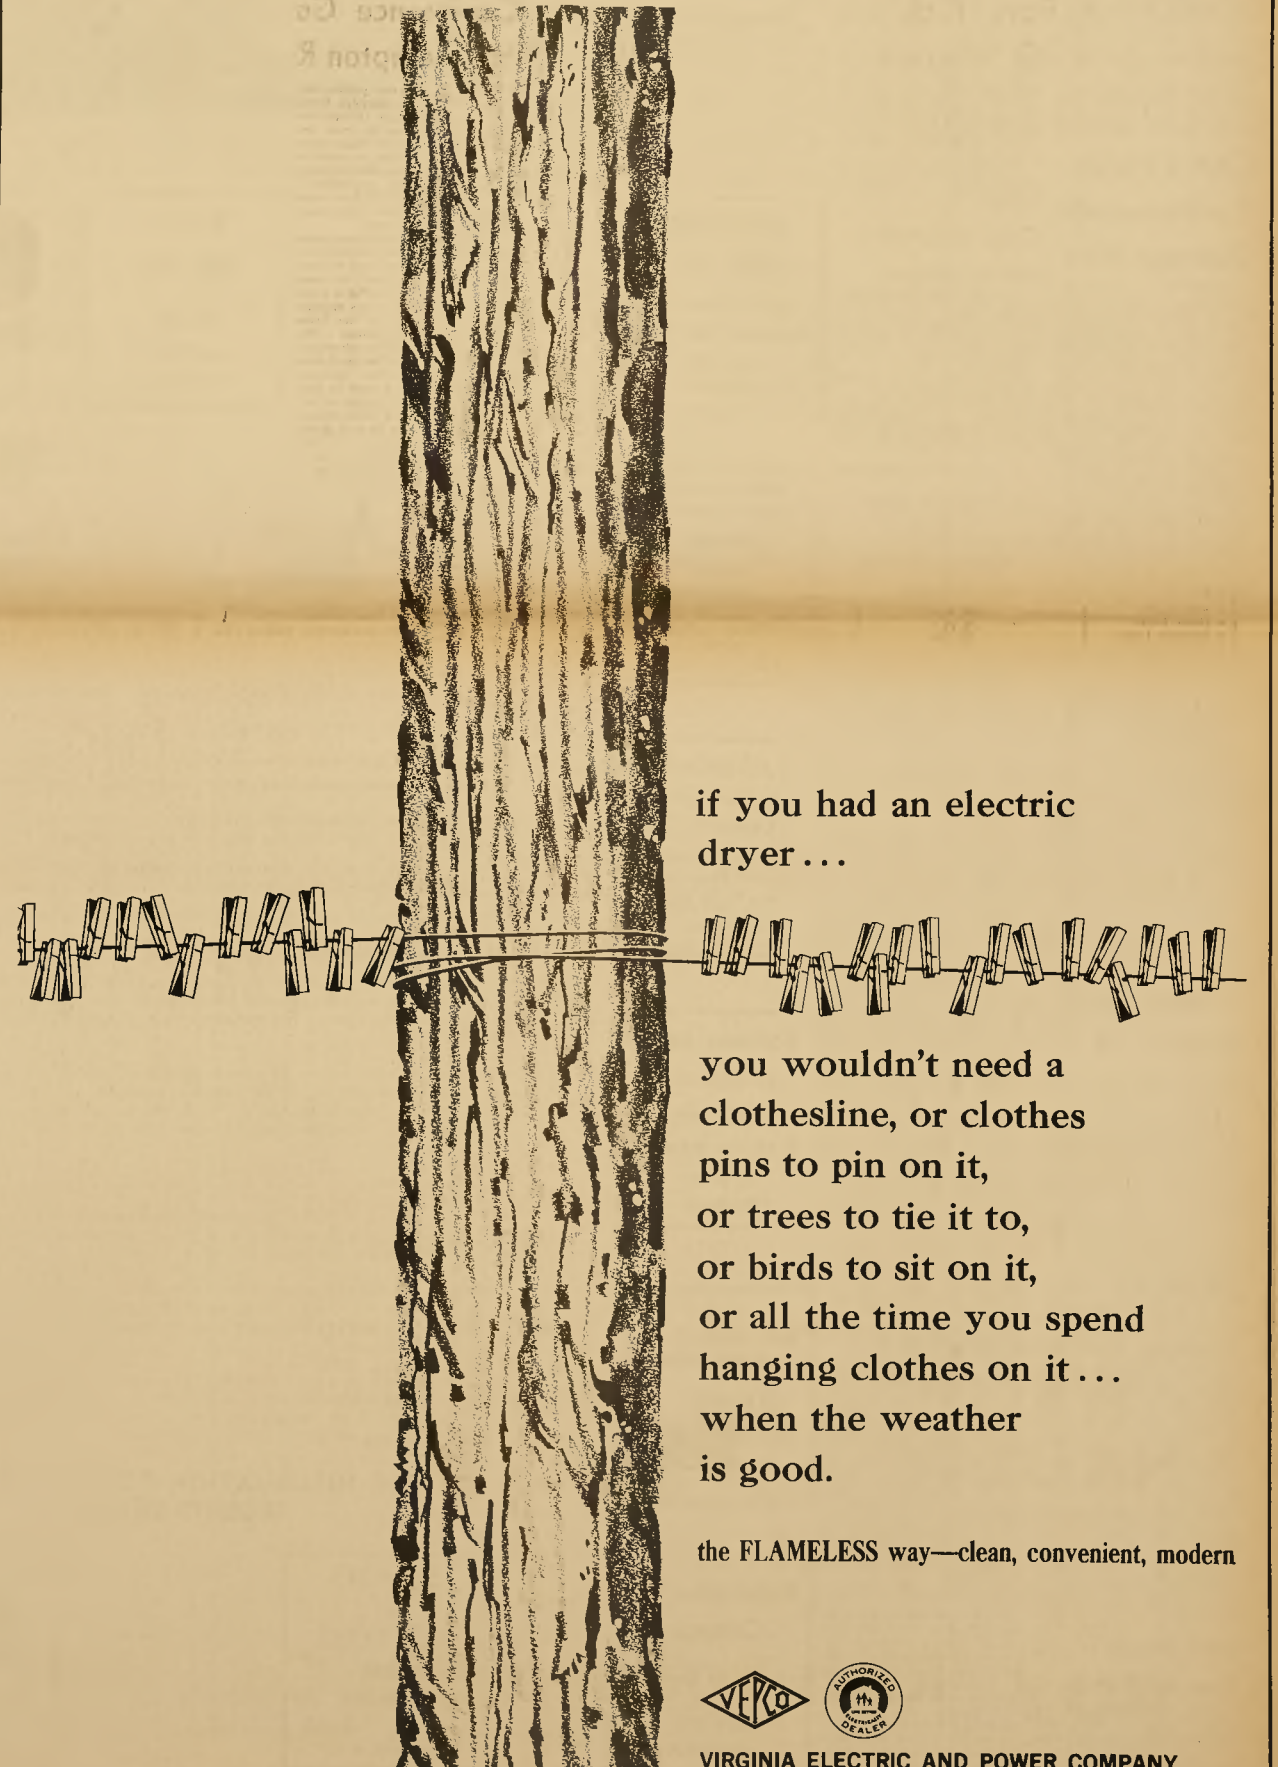 if you had an electric
dryer...
you wouldn't need a
clothesline, or clothes
pins to pin on it,
or trees to tie it to,
or birds to sit on it,
or all the time you spend
hanging clothes on it...
when the weather
is good.
the FLAMELESS way—clean, convenient, modern
VEPCO
AUTHORIZED
DEALER
VIRGINIA ELECTRIC AND POWER COMPANY